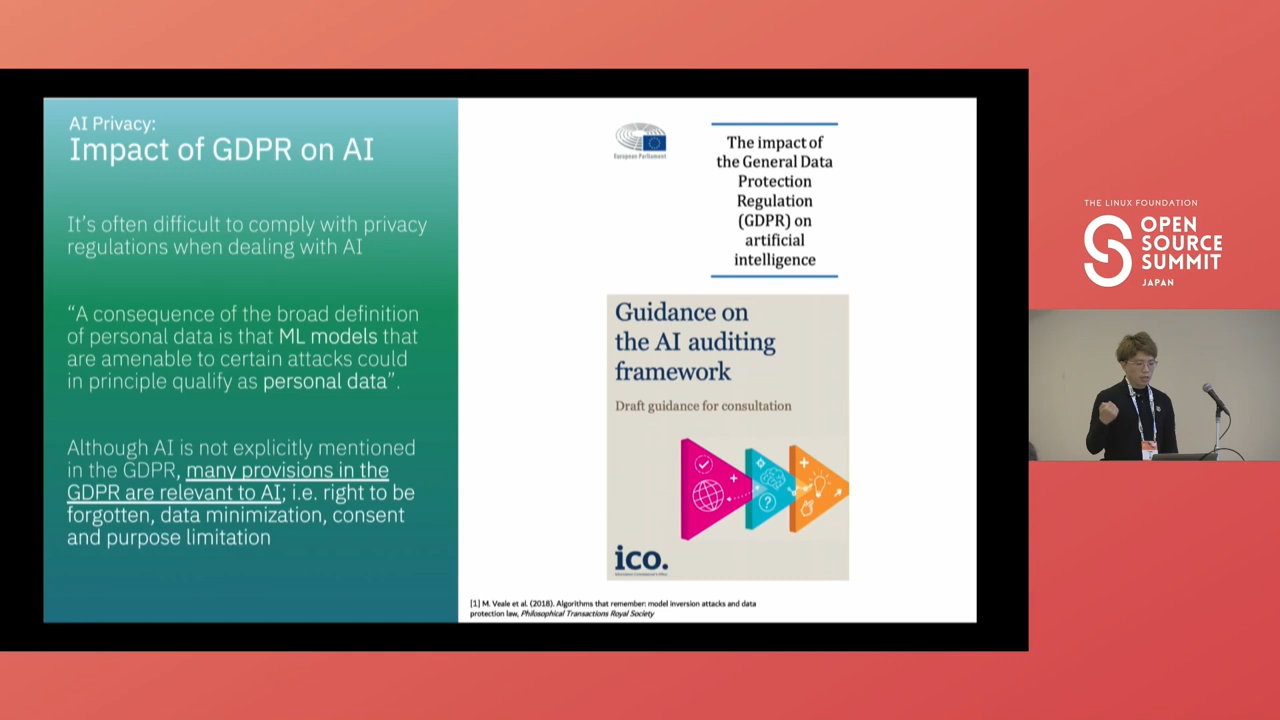 AI Privacy:
Impact of GDPR on AI
It's often difficult to comply with privacy
regulations when dealing with AI
“A consequence of the broad definition
of personal data is that ML models that
are amenable to certain attacks could
in principle qualify as personal data”.
Although AI is not explicitly mentioned
in the GDPR, many provisions in the
GDPR are relevant to AI; i.e. right to be
forgotten, data minimization, consent
and purpose limitation
European Parliament
The impact of
the General Data
Protection
Regulation
(GDPR) on
artificial
intelligence
Guidance on
the AI auditing
framework
Draft guidance for consultation
ico.
Information Commissioner's Office
[1] M. Veale et al. (2018). Algorithms that remember: model inversion attacks and data
protection law, Philosophical Transactions Royal Society
THE LINUX FOUNDATION
OPEN
SOURCE
SUMMIT
JAPAN